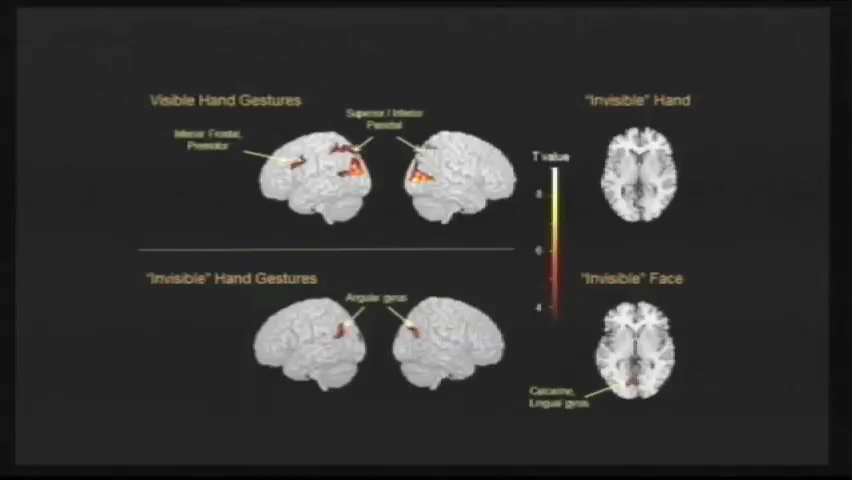 Visible Hand Gestures
"Invisible" Hand
Superior / Inferior
Parietal
Inferior Frontal,
Premotor
T value
8
6
4
"Invisible" Hand Gestures
"Invisible" Face
Angular gyrus
Calcarine,
Lingual gyrus